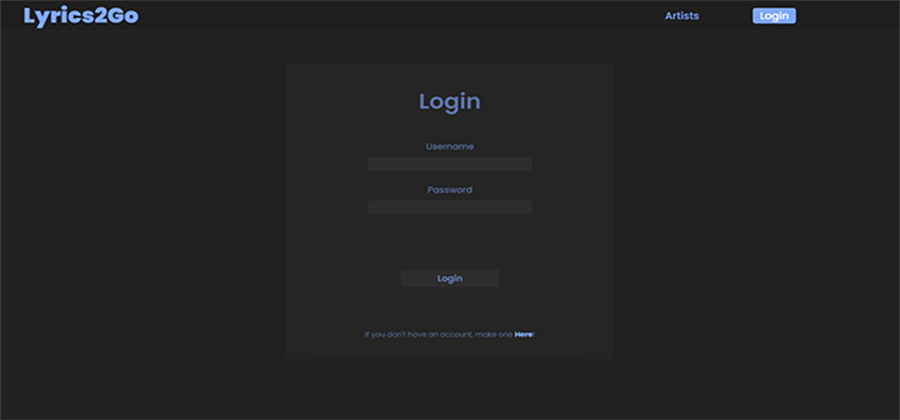 Lyrics2Go
Artists
Login
Login
Username
Password
Login
If you don't have an account, make one Here!